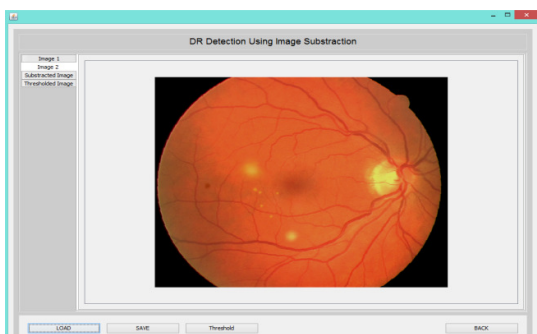 DR Detection Using Image Substraction
Image 1
Image 2
Substracted Image
Thresholded Image
LOAD
SAVE
Threshold
BACK